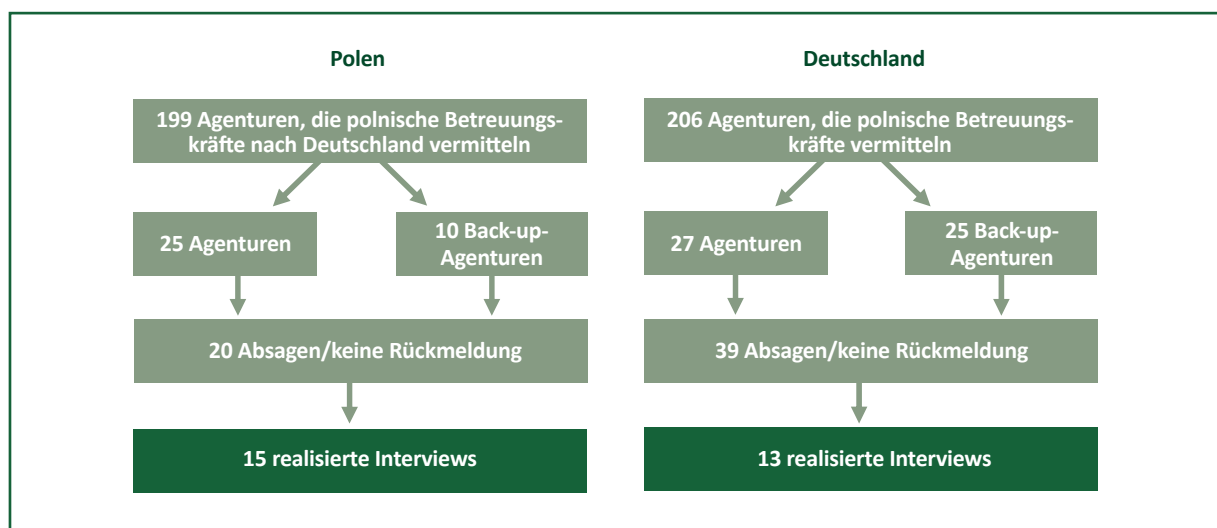 Polen
199 Agenturen, die polnische Betreuungs-
kräfte nach Deutschland vermitteln
25 Agenturen
10 Back-up-
Agenturen
20 Absagen/keine Rückmeldung
15 realisierte Interviews
Deutschland
206 Agenturen, die polnische Betreuungs-
kräfte vermitteln
27 Agenturen
25 Back-up-
Agenturen
39 Absagen/keine Rückmeldung
13 realisierte Interviews